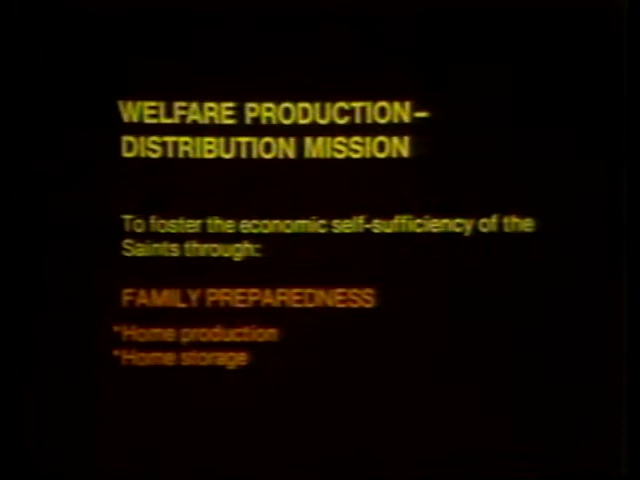 WELFARE PRODUCTION–
DISTRIBUTION MISSION
To foster the economic self-sufficiency of the
Saints through:
FAMILY PREPAREDNESS
*Home production
*Home storage